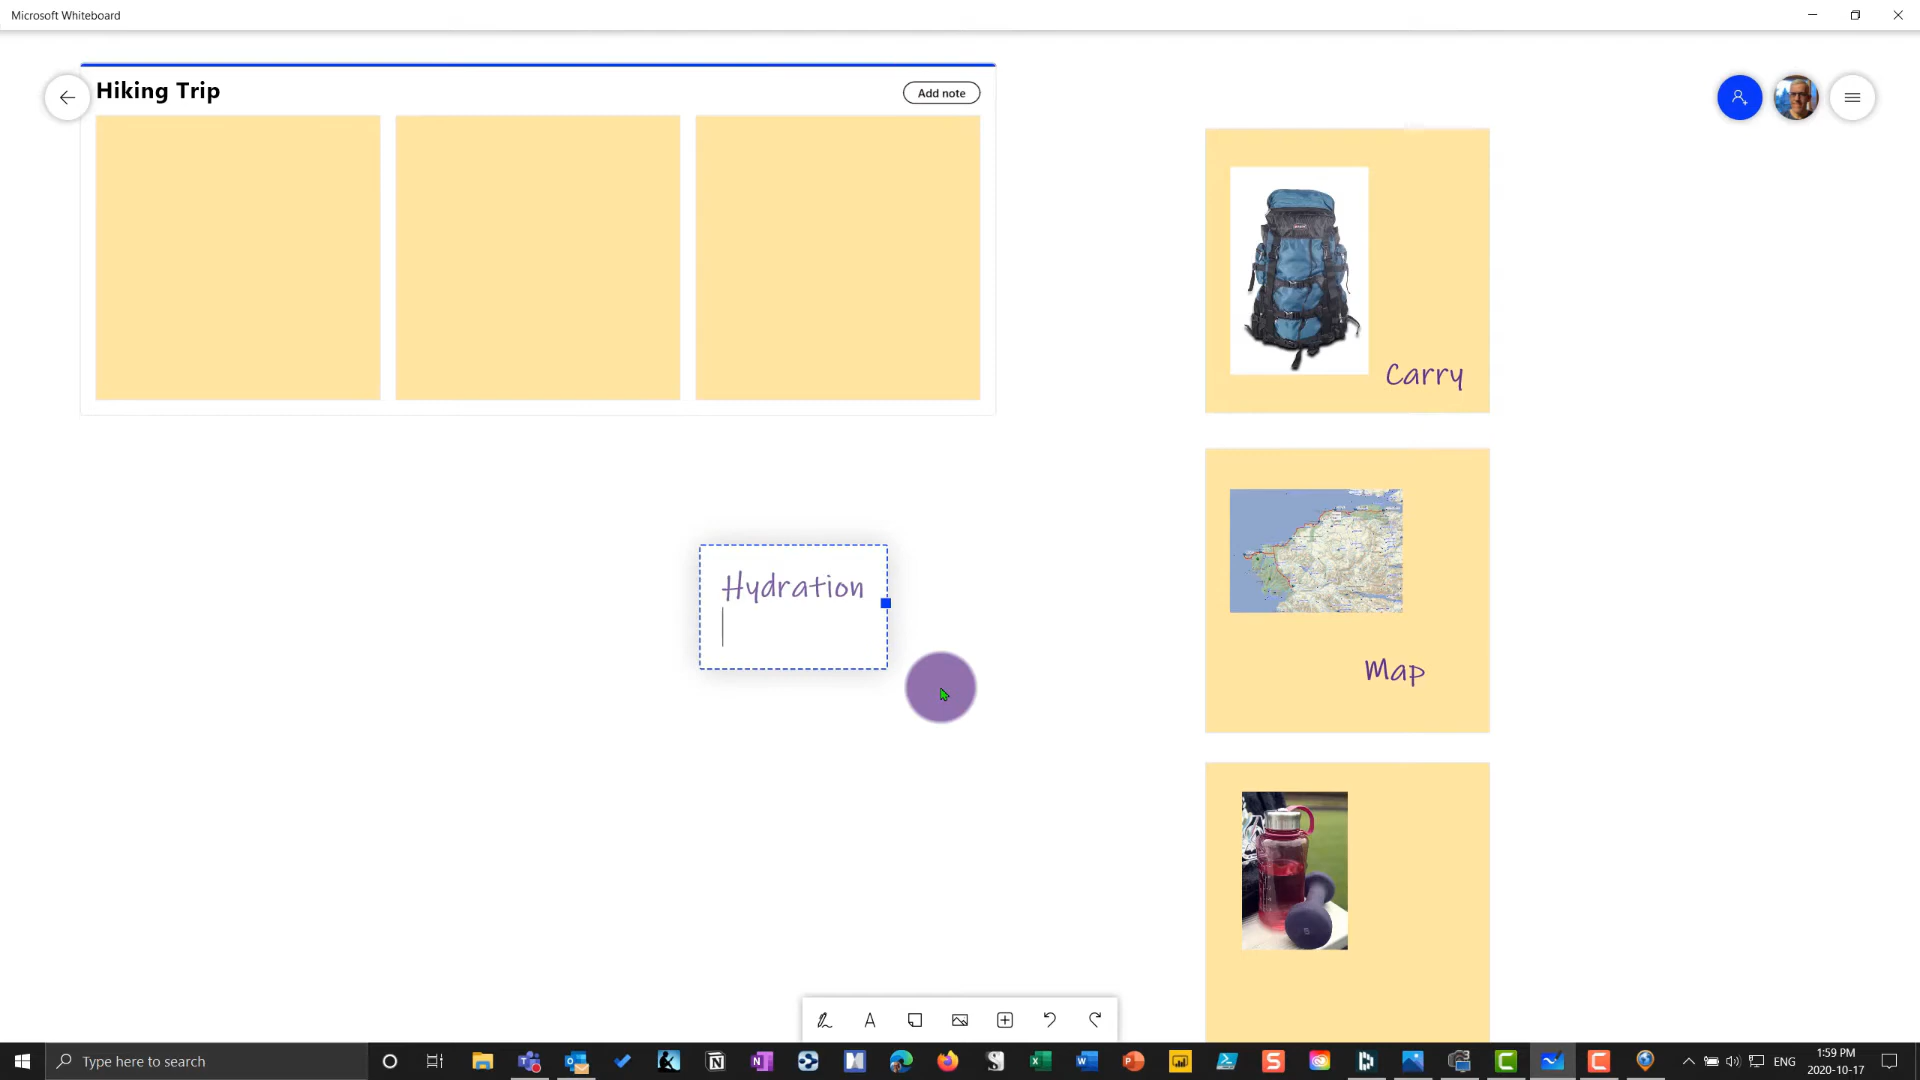 Microsoft Whiteboard
Hiking Trip
Add note
Carry
Hydration
Map
Type here to search
ENG
1:59 PM
2020-10-17